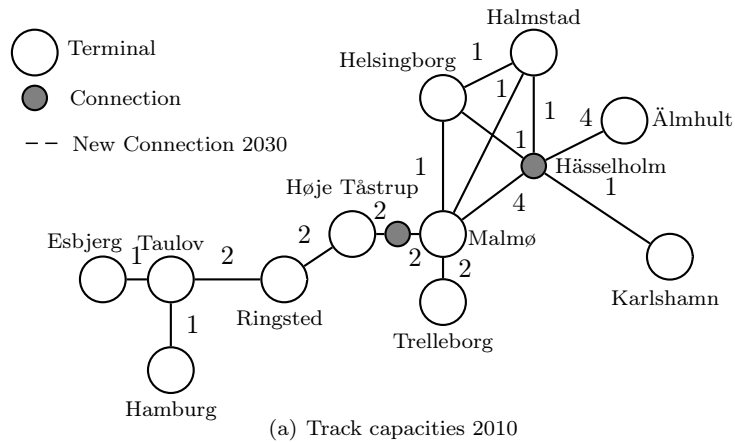 Halmstad
Terminal
Helsingborg
1
1
Connection
1
4
Älmhult
New Connection 2030
1
Hässelholm
1
1
Høje Tåstrup
4
2
Esbjerg
Taulov
2
Malmø
1
2
2
2
Karlshamn
Ringsted
1
Trelleborg
Hamburg
(a) Track capacities 2010